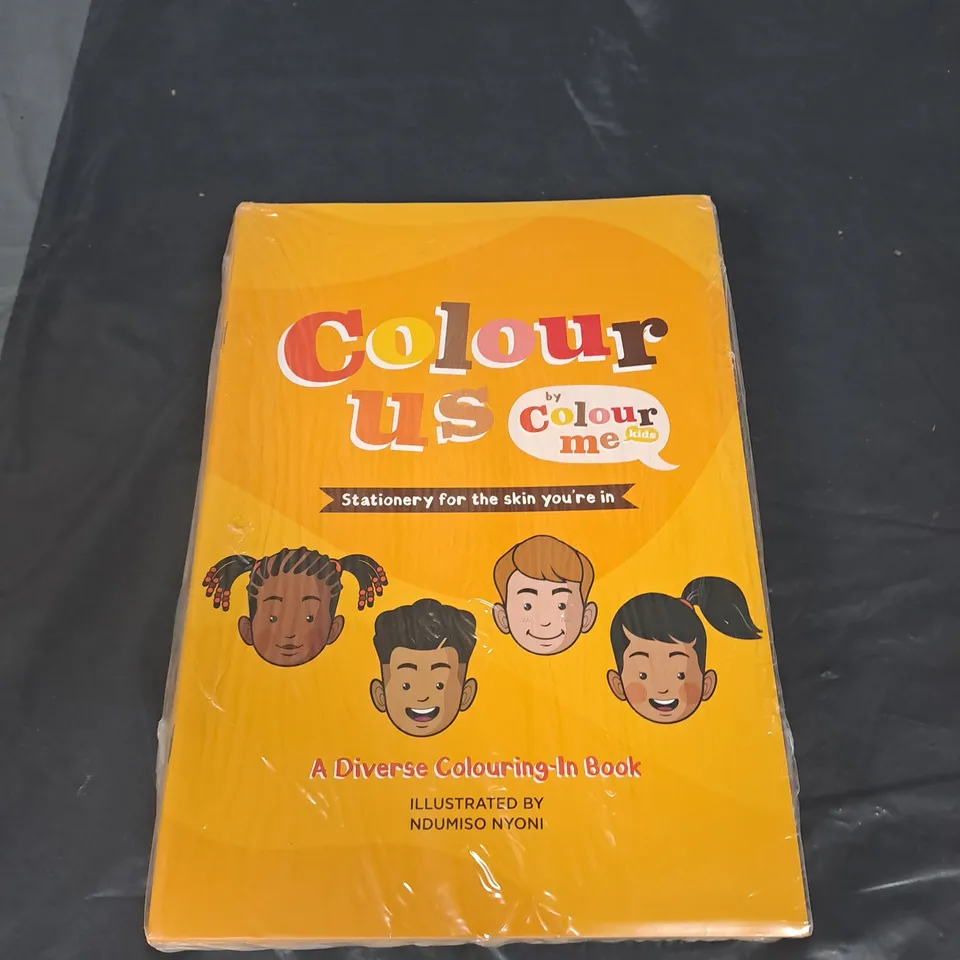 Colour
us
by
Colour
me kids
Stationery for the skin you're in
A Diverse Colouring-In Book
ILLUSTRATED BY
NDUMISO NYONI